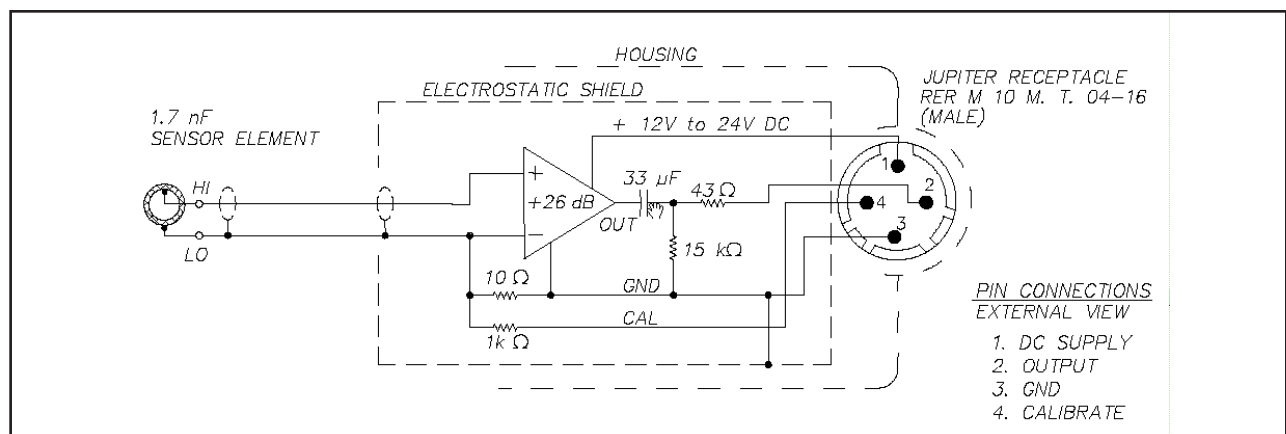 HOUSING
ELECTROSTATIC SHIELD
JUPITER RECEPTACLE
RER M 10 M. T. 04-16
(MALE)
1.7 nF
SENSOR ELEMENT
+ 12V to 24V DC
HI
LO
+
+26 dB
−
OUT
33 µF
43Ω
15 kΩ
10 Ω
GND
CAL
1k Ω
1
2
4
3
PIN CONNECTIONS
EXTERNAL VIEW
1. DC SUPPLY
2. OUTPUT
3. GND
4. CALIBRATE